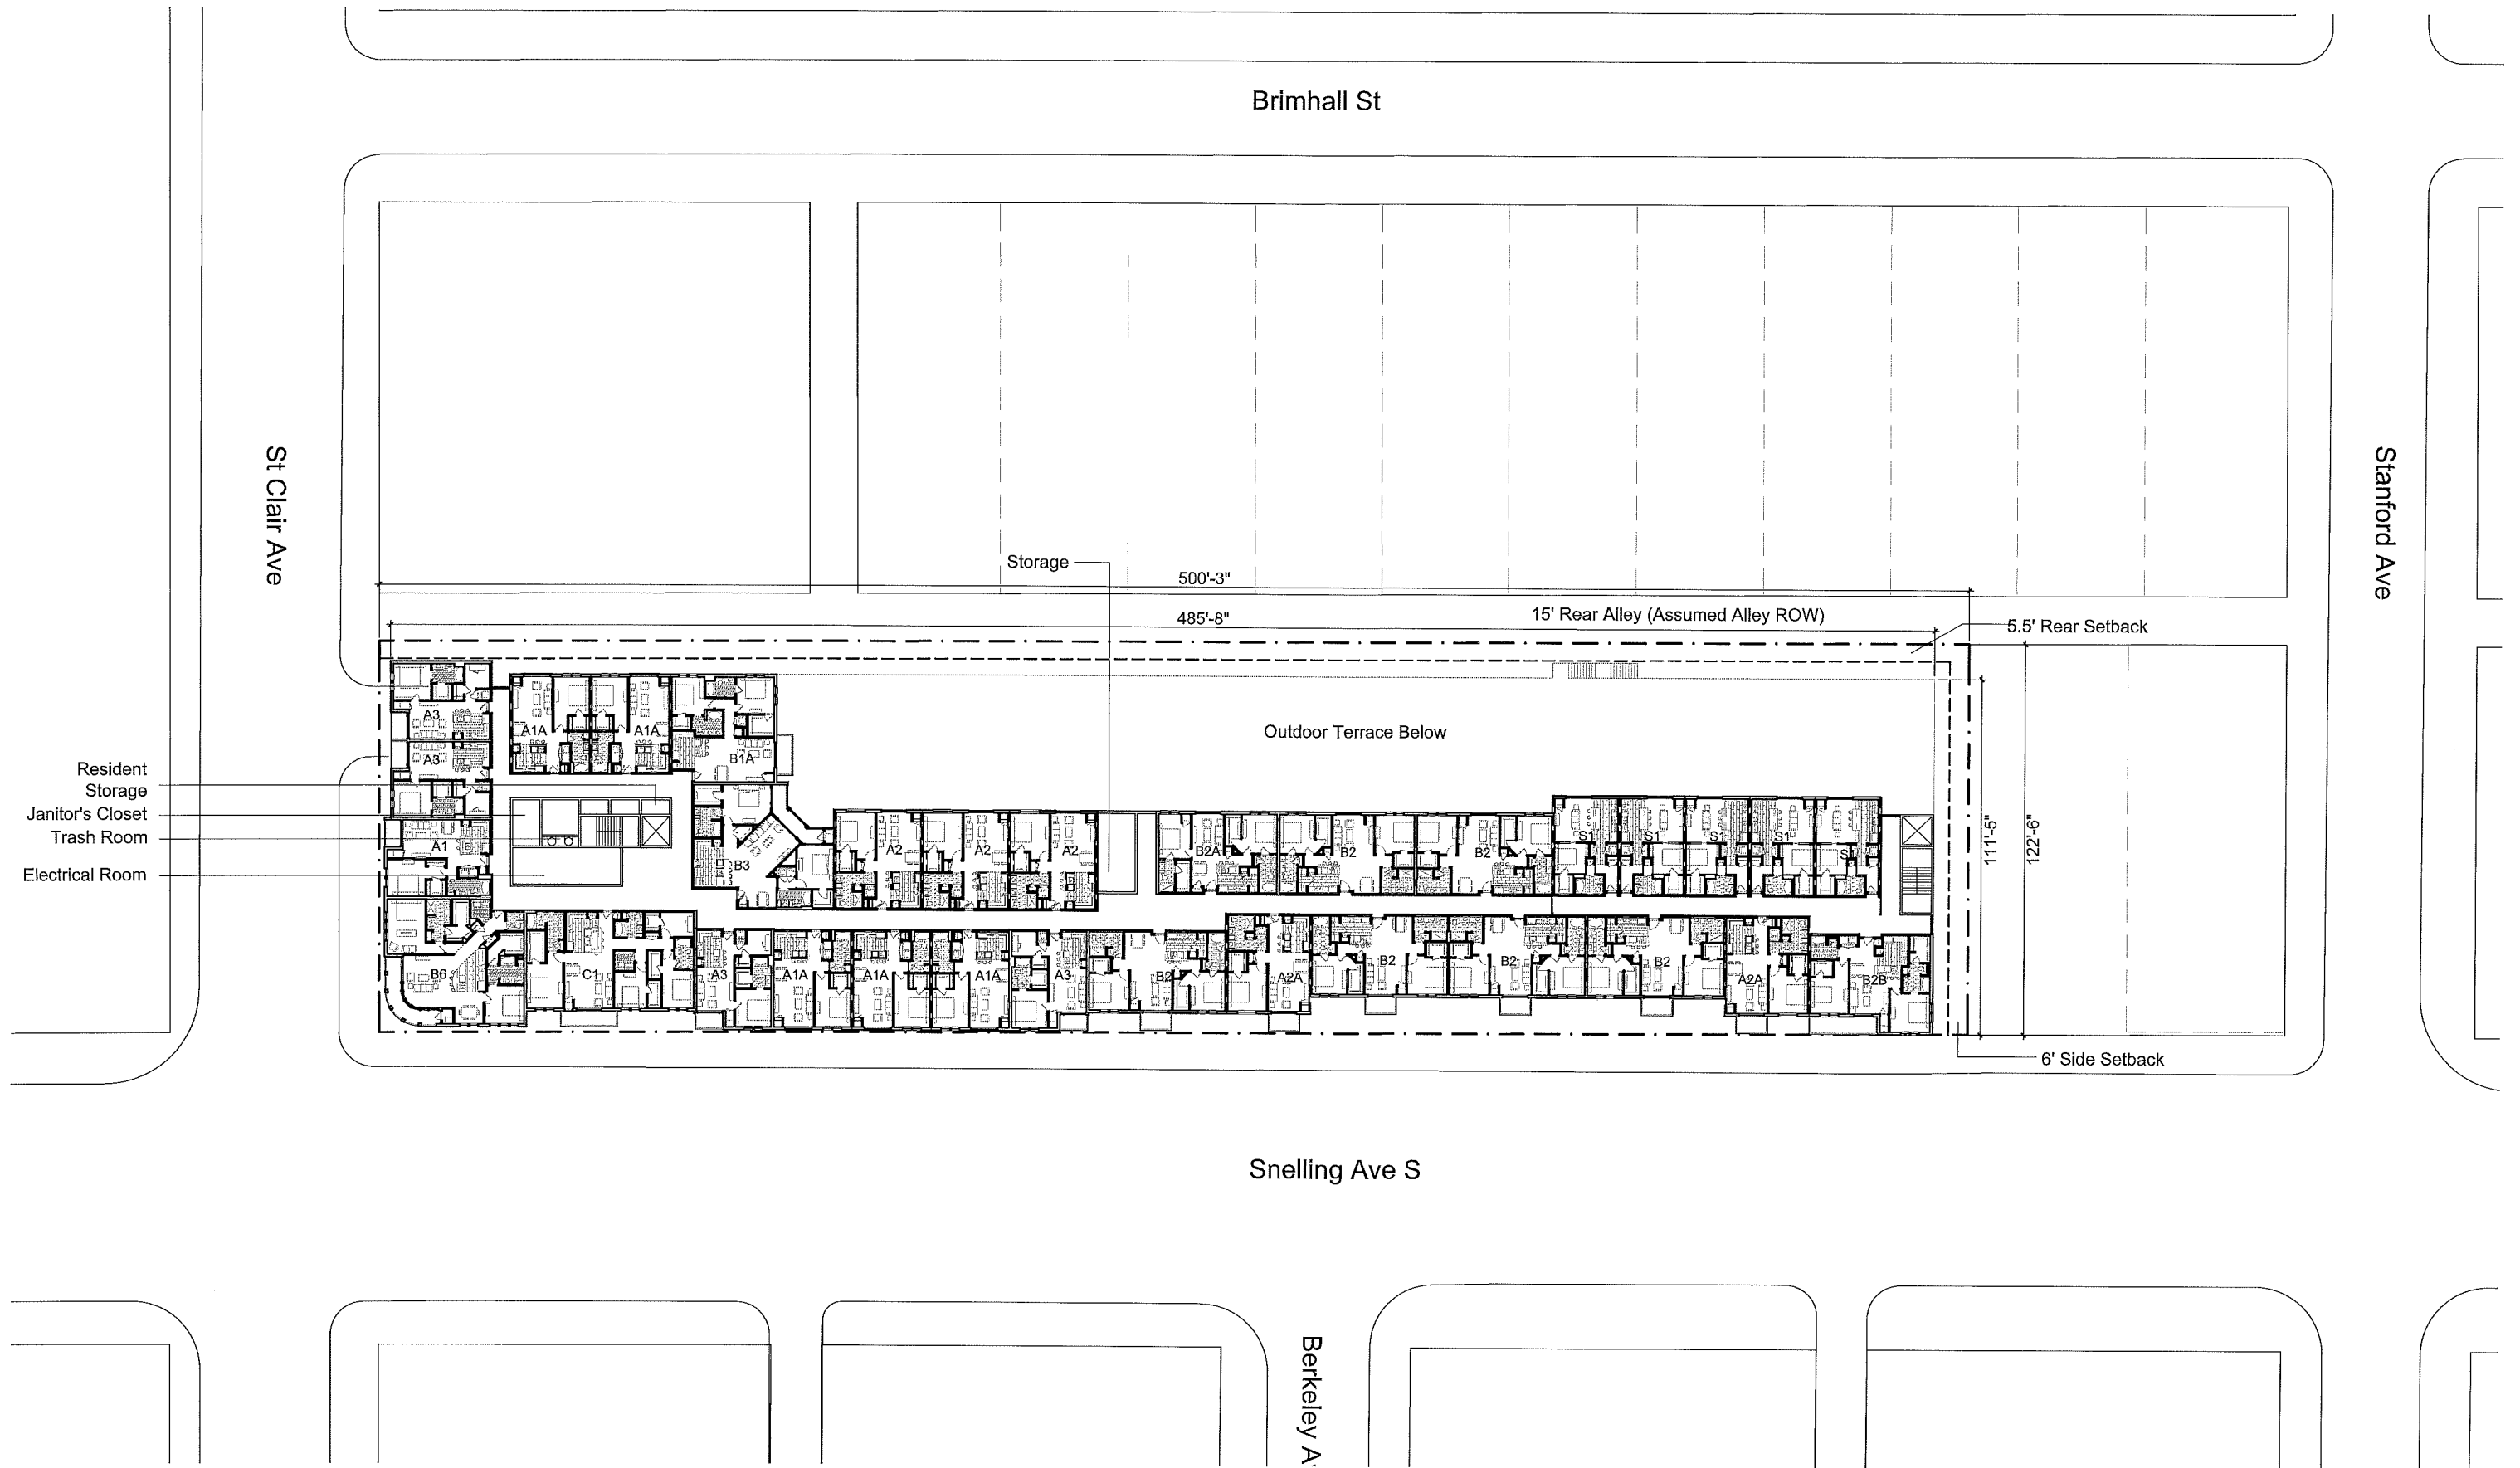 Brimhall St
St Clair Ave
Stanford Ave
Storage
500'-3"
485'-8"
15' Rear Alley (Assumed Alley ROW)
5.5' Rear Setback
A3
A1A
A1A
B1A
Outdoor Terrace Below
A3
Resident
Storage
Janitor's Closet
Trash Room
Electrical Room
A1
B3
A2
A2
A2
B2A
B2
B2
S1
S1
S1
S1
S1
111'-5"
122'-6"
B6
C1
A3
A1A
A1A
A1A
A3
B2
A2A
B2
B2
B2
A2A
B2B
6' Side Setback
Snelling Ave S
Berkeley